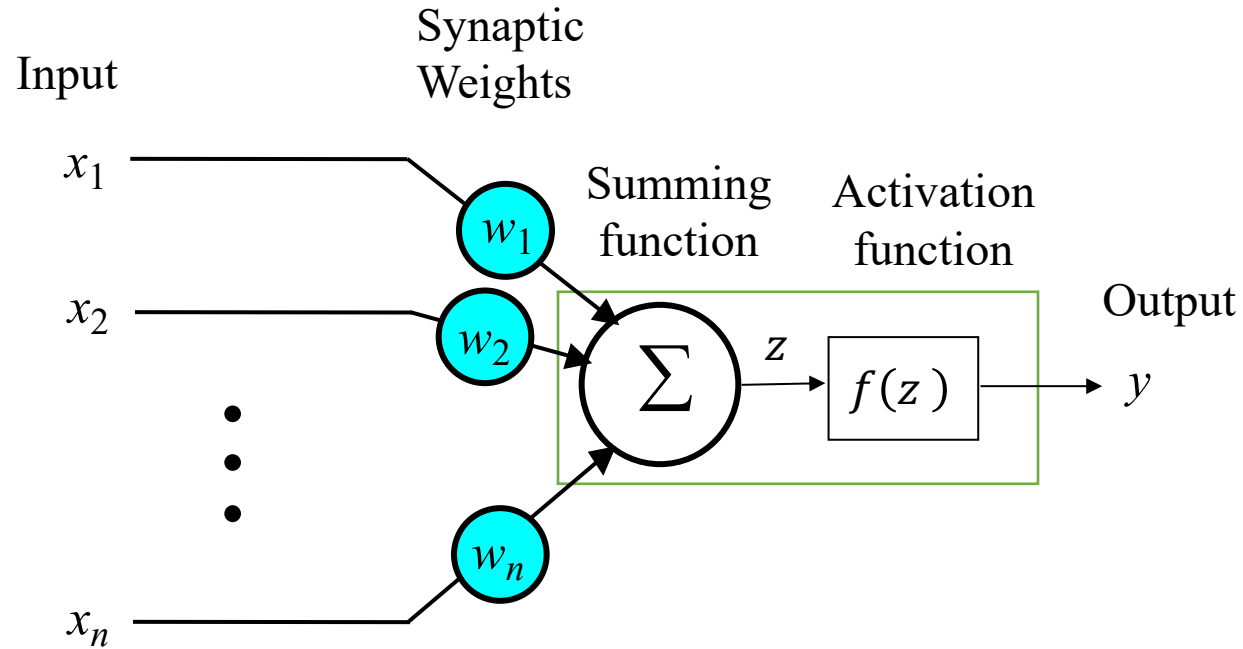 Synaptic
Weights
Input
x₁
w₁
Summing
function
Activation
function
x₂
w₂
Σ
z
f(z)
Output
y
wₙ
xₙ